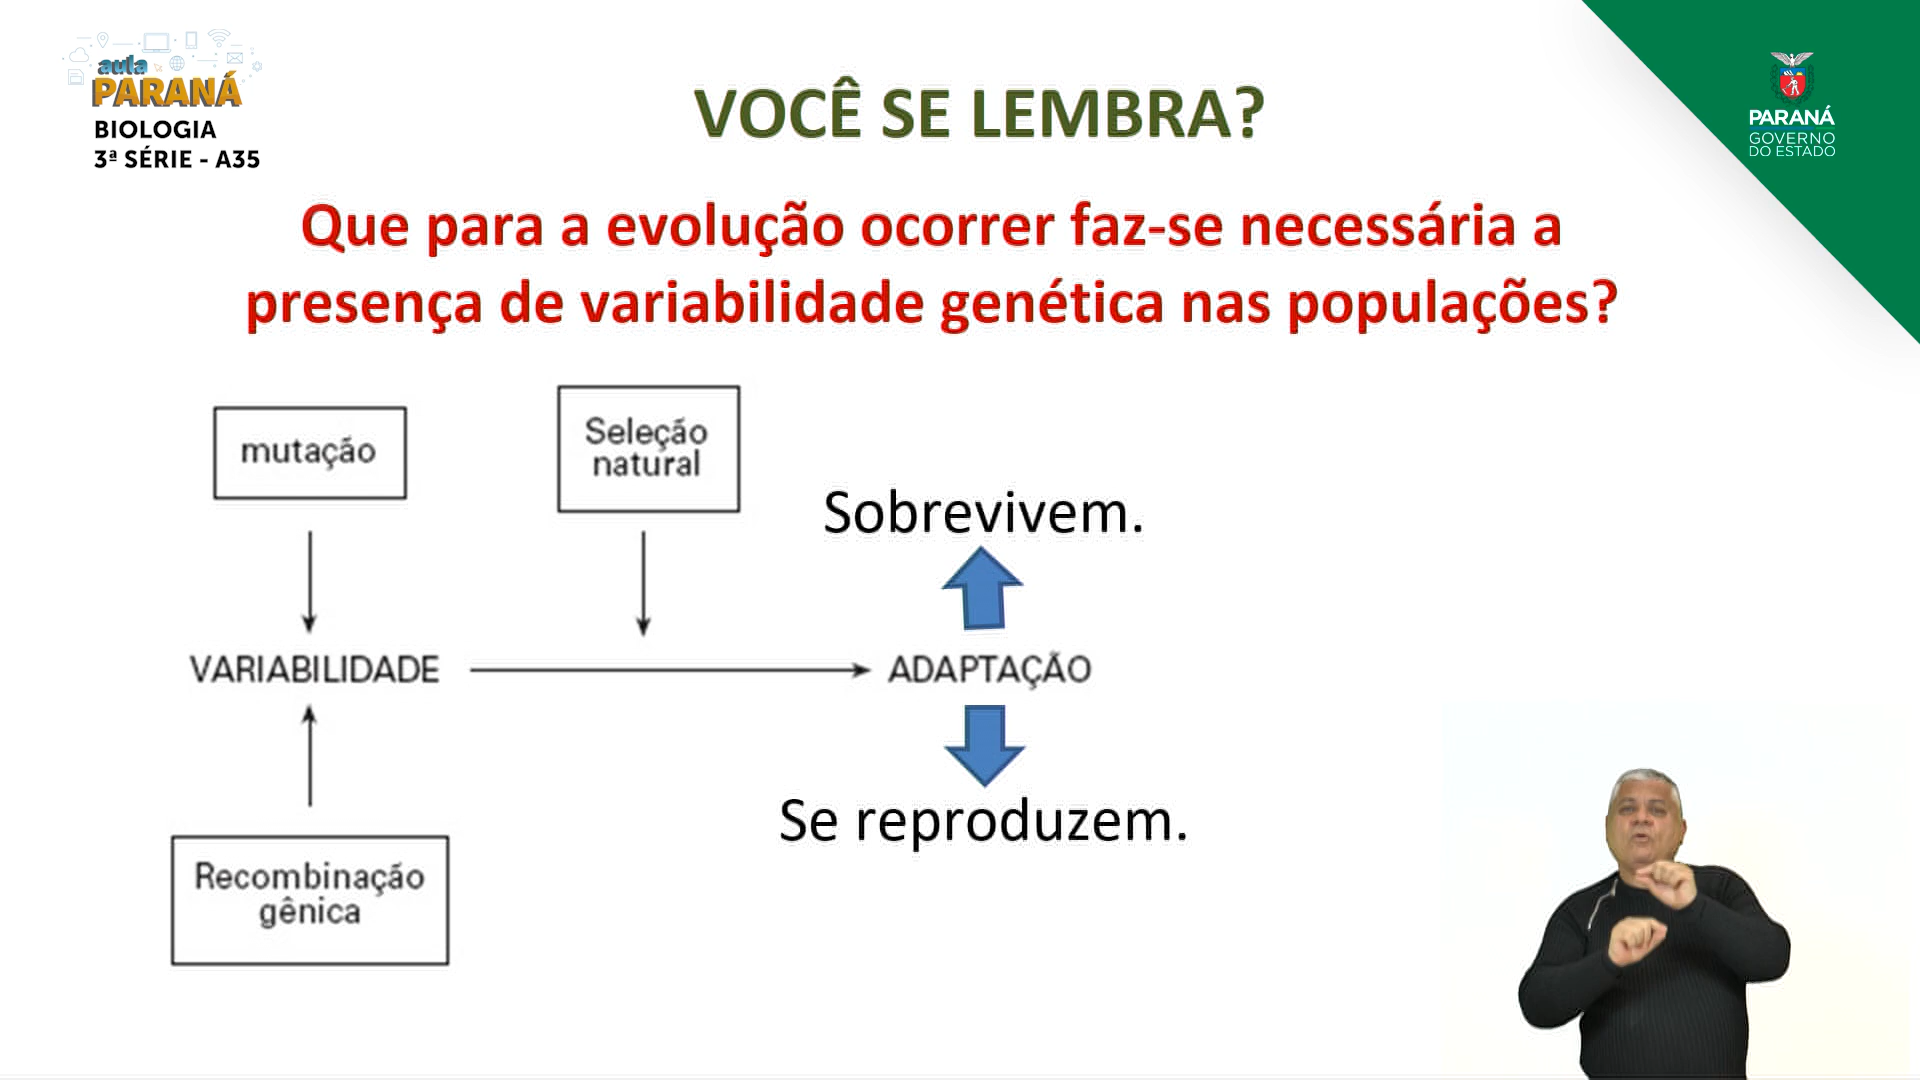 aula
PARANÁ
BIOLOGIA
3ª SÉRIE - A35
PARANÁ
GOVERNO
DO ESTADO
VOCÊ SE LEMBRA?
Que para a evolução ocorrer faz-se necessária a
presença de variabilidade genética nas populações?
mutação
Seleção
natural
Sobrevivem.
VARIABILIDADE
ADAPTAÇÃO
Se reproduzem.
Recombinação
gênica